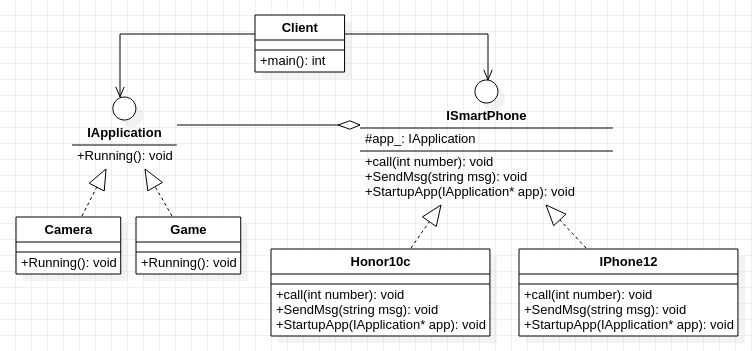 Client
+main(): int
IApplication
+Running(): void
ISmartPhone
#app_: IApplication
+call(int number): void
+SendMsg(string msg): void
+StartupApp(IApplication* app): void
Camera
+Running(): void
Game
+Running(): void
Honor10c
+call(int number): void
+SendMsg(string msg): void
+StartupApp(IApplication* app): void
IPhone12
+call(int number): void
+SendMsg(string msg): void
+StartupApp(IApplication* app): void